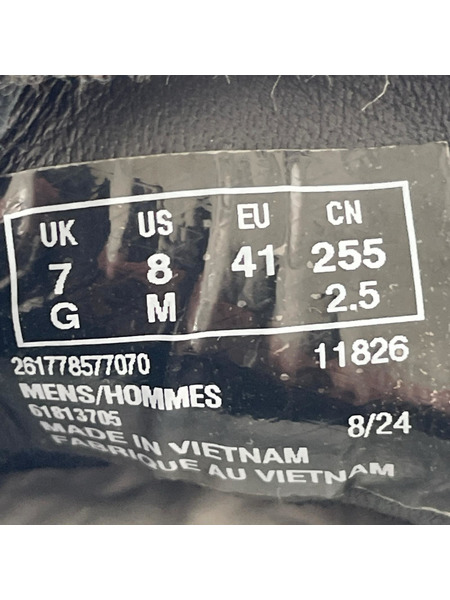 UK US EU CN
7 8 41 255
G M 2.5
261778577070 11826
MENS/HOMMES
61813705 8/24
MADE IN VIETNAM
FABRIQUE AU VIETNAM